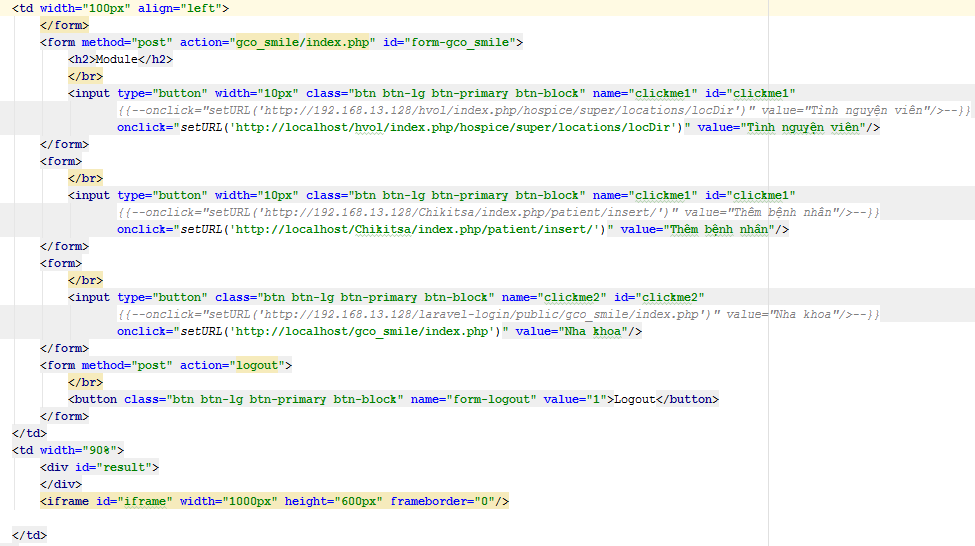 <td width="100px" align="left">
</form>
<form method="post" action="gco_smile/index.php" id="form-gco_smile">
<h2>Module</h2>
</br>
<input type="button" width="10px" class="btn btn-lg btn-primary btn-block" name="clickme1" id="clickme1"
{{--onclick="setURL('http://192.168.13.128/hvol/index.php/hospice/super/locations/locDir')" value="Tình nguyện viên"/>--}}
onclick="setURL('http://localhost/hvol/index.php/hospice/super/locations/locDir')" value="Tình nguyện viên"/>
</form>
<form>
</br>
<input type="button" width="10px" class="btn btn-lg btn-primary btn-block" name="clickme1" id="clickme1"
{{--onclick="setURL('http://192.168.13.128/Chikitsa/index.php/patient/insert/')" value="Thêm bệnh nhân"/>--}}
onclick="setURL('http://localhost/Chikitsa/index.php/patient/insert/')" value="Thêm bệnh nhân"/>
</form>
<form>
</br>
<input type="button" class="btn btn-lg btn-primary btn-block" name="clickme2" id="clickme2"
{{--onclick="setURL('http://192.168.13.128/laravel-login/public/gco_smile/index.php')" value="Nha khoa"/>--}}
onclick="setURL('http://localhost/gco_smile/index.php')" value="Nha khoa"/>
</form>
<form method="post" action="logout">
</br>
<button class="btn btn-lg btn-primary btn-block" name="form-logout" value="1">Logout</button>
</form>
</td>
<td width="90%">
<div id="result">
</div>
<iframe id="iframe" width="1000px" height="600px" frameborder="0"/>
</td>